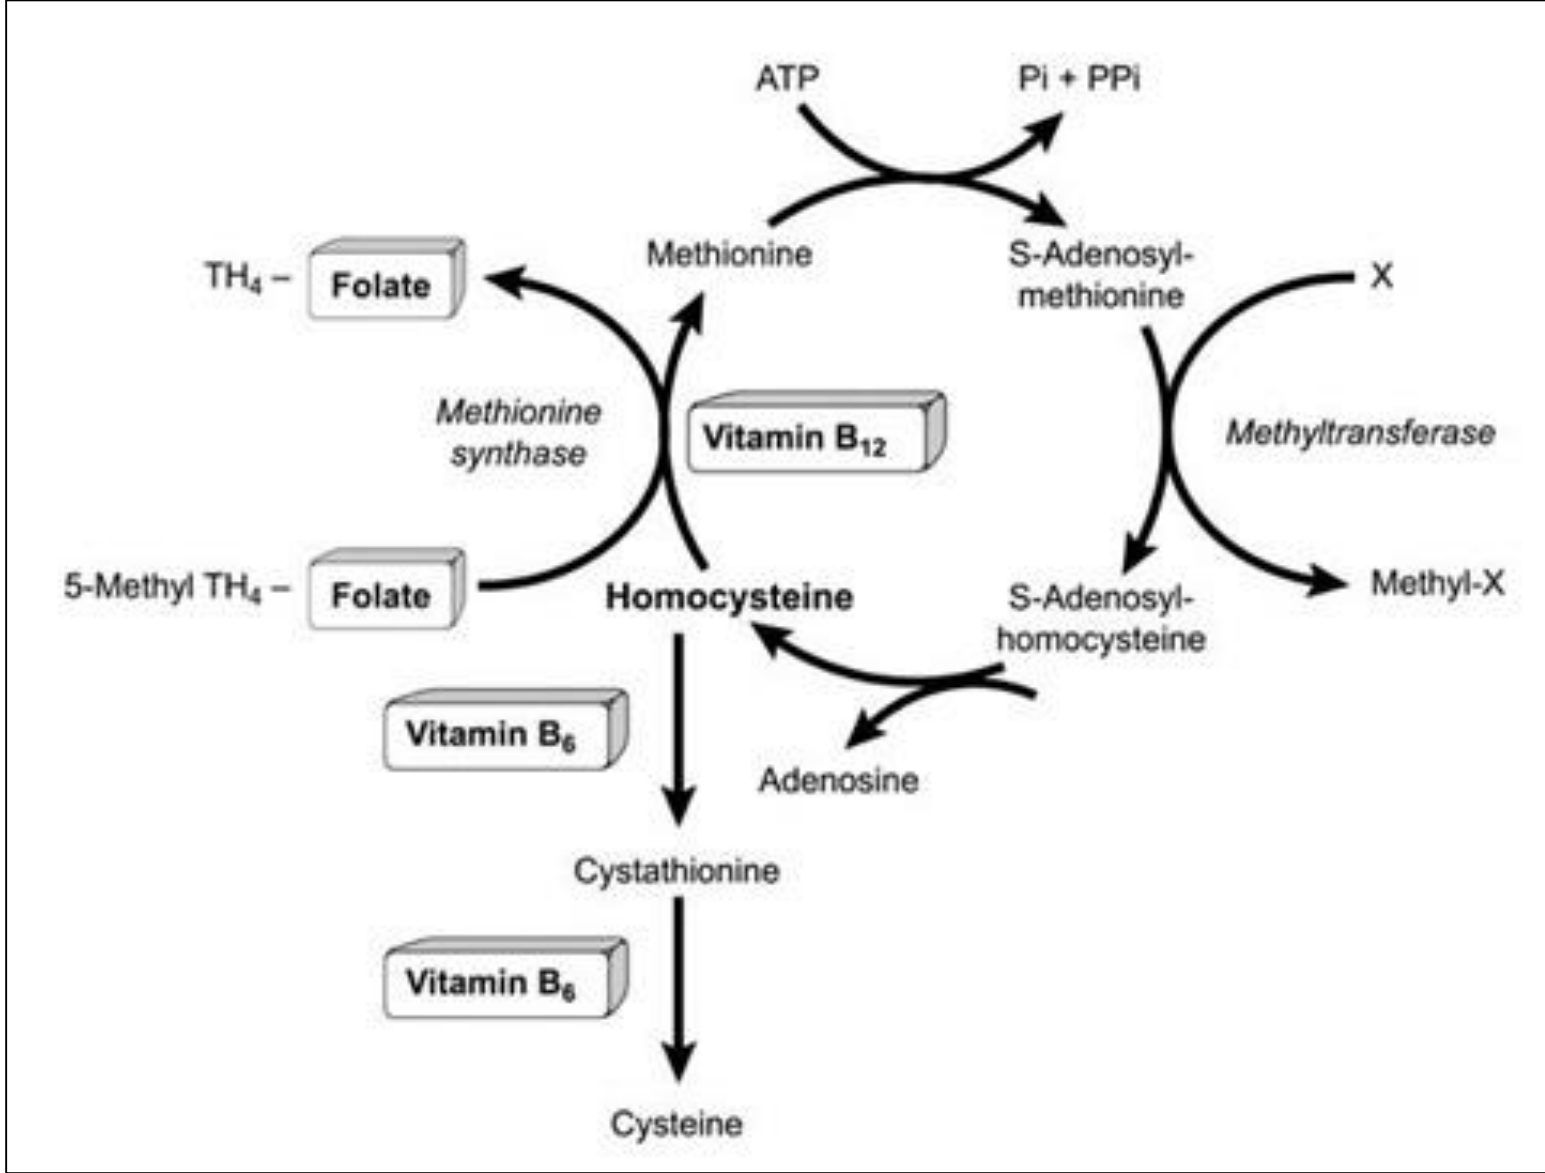 ATP
Pi + PPi
Methionine
S-Adenosyl-
methionine
X
TH₄ –
Folate
Methionine
synthase
Vitamin B₁₂
Methyltransferase
5-Methyl TH₄ –
Folate
Homocysteine
S-Adenosyl-
homocysteine
Methyl-X
Vitamin B₆
Adenosine
Cystathionine
Vitamin B₆
Cysteine